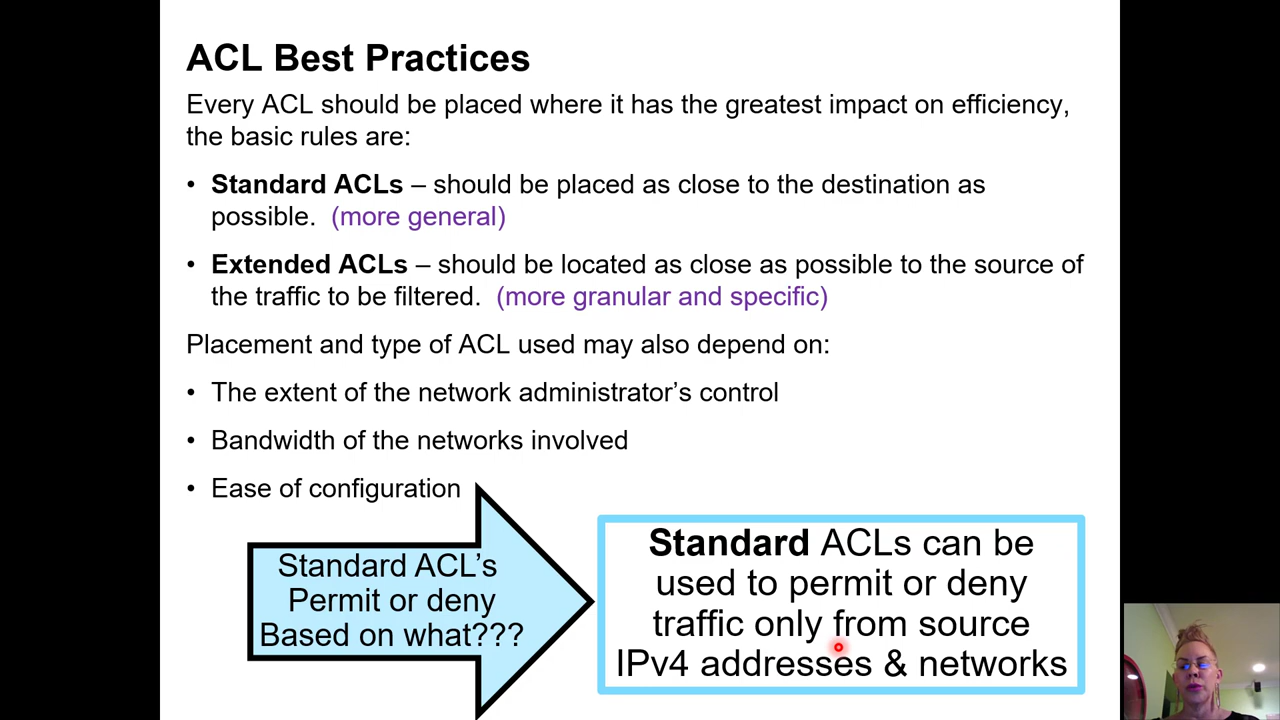 ACL Best Practices
Every ACL should be placed where it has the greatest impact on efficiency,
the basic rules are:
• Standard ACLs – should be placed as close to the destination as
possible. (more general)
• Extended ACLs – should be located as close as possible to the source of
the traffic to be filtered. (more granular and specific)
Placement and type of ACL used may also depend on:
• The extent of the network administrator’s control
• Bandwidth of the networks involved
• Ease of configuration
Standard ACL’s
Permit or deny
Based on what???
Standard ACLs can be
used to permit or deny
traffic only from source
IPv4 addresses & networks